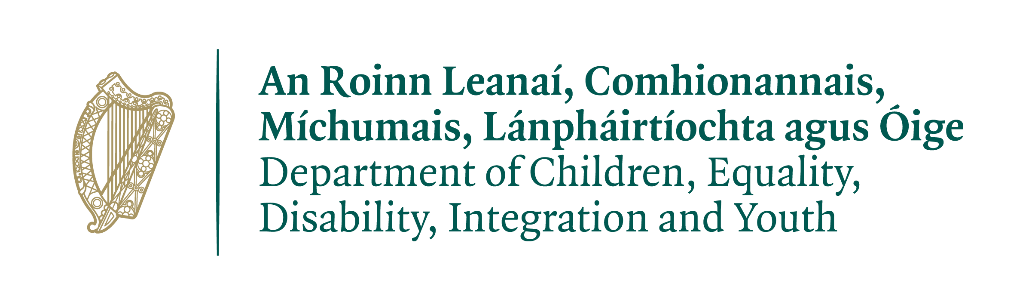 An Roinn Leanaí, Comhionannais,
Míchumais, Lánpháirtíochta agus Óige
Department of Children, Equality,
Disability, Integration and Youth